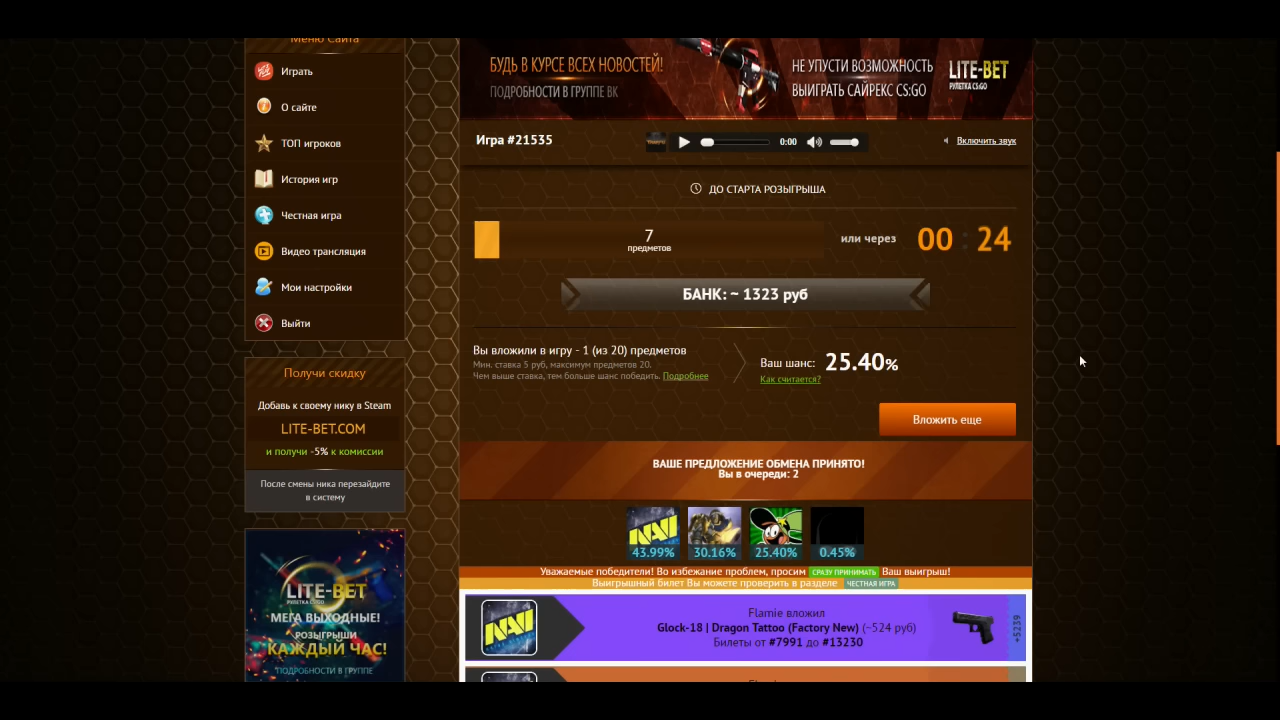 Меню Сайта
Играть
О сайте
ТОП игроков
История игр
Честная игра
Видео трансляция
Мои настройки
Выйти
Получи скидку
Добавь к своему нику в Steam
LITE-BET.COM
и получи -5% к комиссии
После смены ника перезайдите
в систему
LITE-BET
РУЛЕТКА CS:GO
МЕГА ВЫХОДНЫЕ!
РОЗЫГРЫШИ
КАЖДЫЙ ЧАС!
ПОДРОБНОСТИ В ГРУППЕ
БУДЬ В КУРСЕ ВСЕХ НОВОСТЕЙ!
ПОДРОБНОСТИ В ГРУППЕ ВК
НЕ УПУСТИ ВОЗМОЖНОСТЬ
ВЫИГРАТЬ САЙРЕКС CS:GO
LITE-BET
РУЛЕТКА CS:GO
Игра #21535
0:00
Включить звук
ДО СТАРТА РОЗЫГРЫША
7
предметов
или через
00 : 24
БАНК: ~ 1323 руб
Вы вложили в игру - 1 (из 20) предметов
Мин. ставка 5 руб, максимум предметов 20.
Чем выше ставка, тем больше шанс победить. Подробнее
Ваш шанс: 25.40%
Как считается?
Вложить еще
ВАШЕ ПРЕДЛОЖЕНИЕ ОБМЕНА ПРИНЯТО!
Вы в очереди: 2
NAVI
43.99% 30.16% 25.40% 0.45%
Уважаемые победители! Во избежание проблем, просим СРАЗУ ПРИНИМАТЬ Ваш выигрыш!
Выигрышный билет Вы можете проверить в разделе ЧЕСТНАЯ ИГРА
NAVI
Flamie вложил
Glock-18 | Dragon Tattoo (Factory New) (~524 руб)
Билеты от #7991 до #13230
+5239